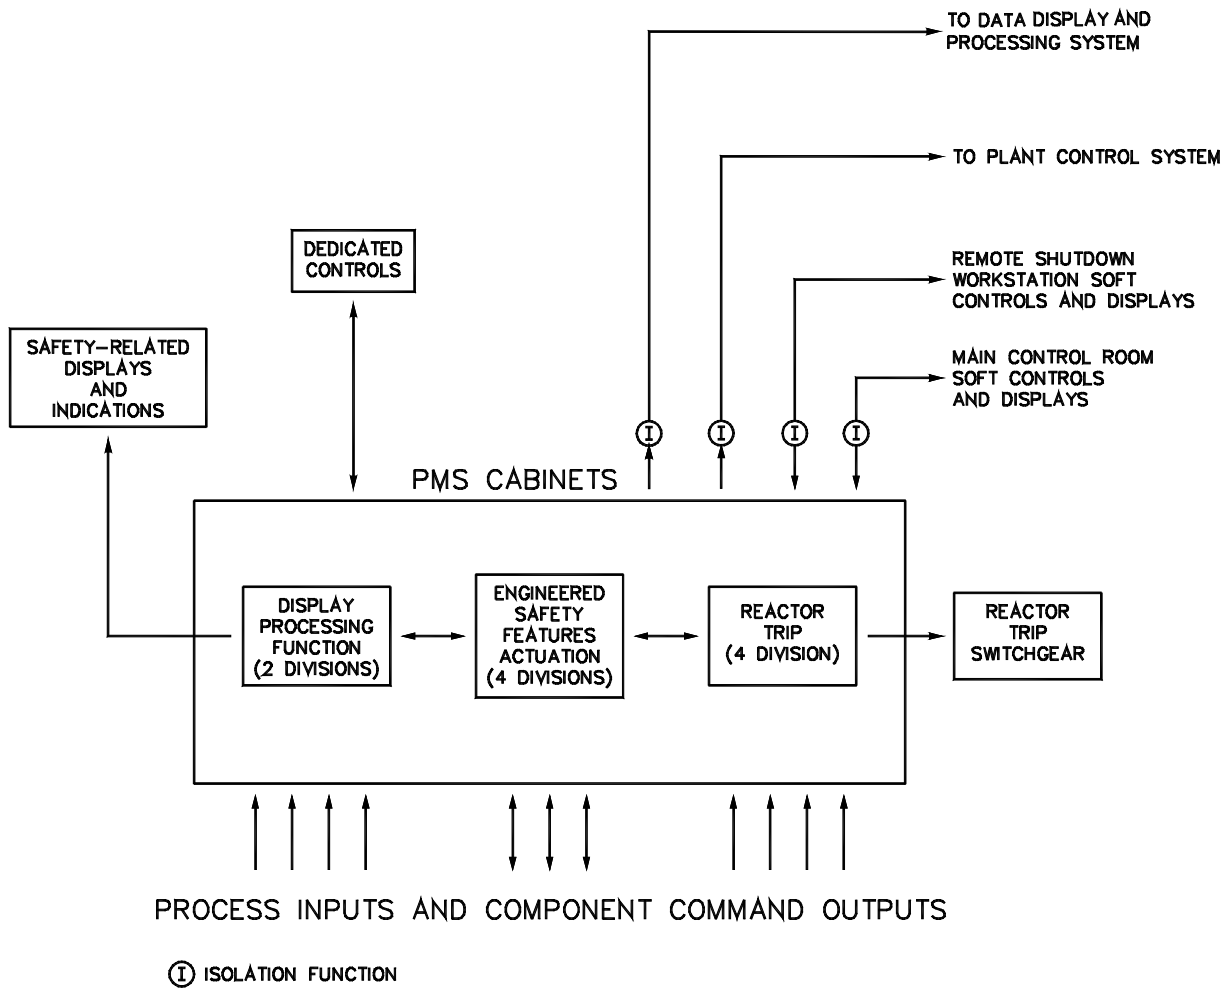 TO DATA DISPLAY AND
PROCESSING SYSTEM
TO PLANT CONTROL SYSTEM
DEDICATED
CONTROLS
REMOTE SHUTDOWN
WORKSTATION SOFT
CONTROLS AND DISPLAYS
SAFETY-RELATED
DISPLAYS
AND
INDICATIONS
MAIN CONTROL ROOM
SOFT CONTROLS
AND DISPLAYS
I
I
I
I
PMS CABINETS
DISPLAY
PROCESSING
FUNCTION
(2 DIVISIONS)
ENGINEERED
SAFETY
FEATURES
ACTUATION
(4 DIVISIONS)
REACTOR
TRIP
(4 DIVISION)
REACTOR
TRIP
SWITCHGEAR
PROCESS INPUTS AND COMPONENT COMMAND OUTPUTS
I ISOLATION FUNCTION